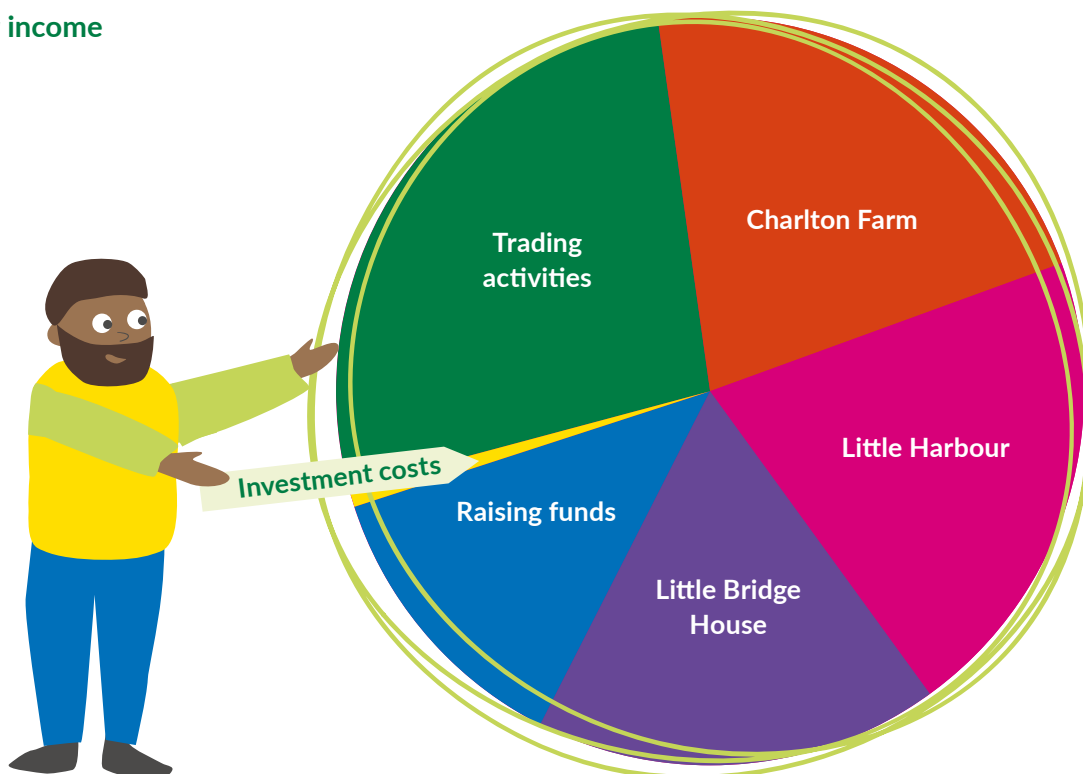 income
Charlton Farm
Trading
activities
Little Harbour
Investment costs
Raising funds
Little Bridge
House